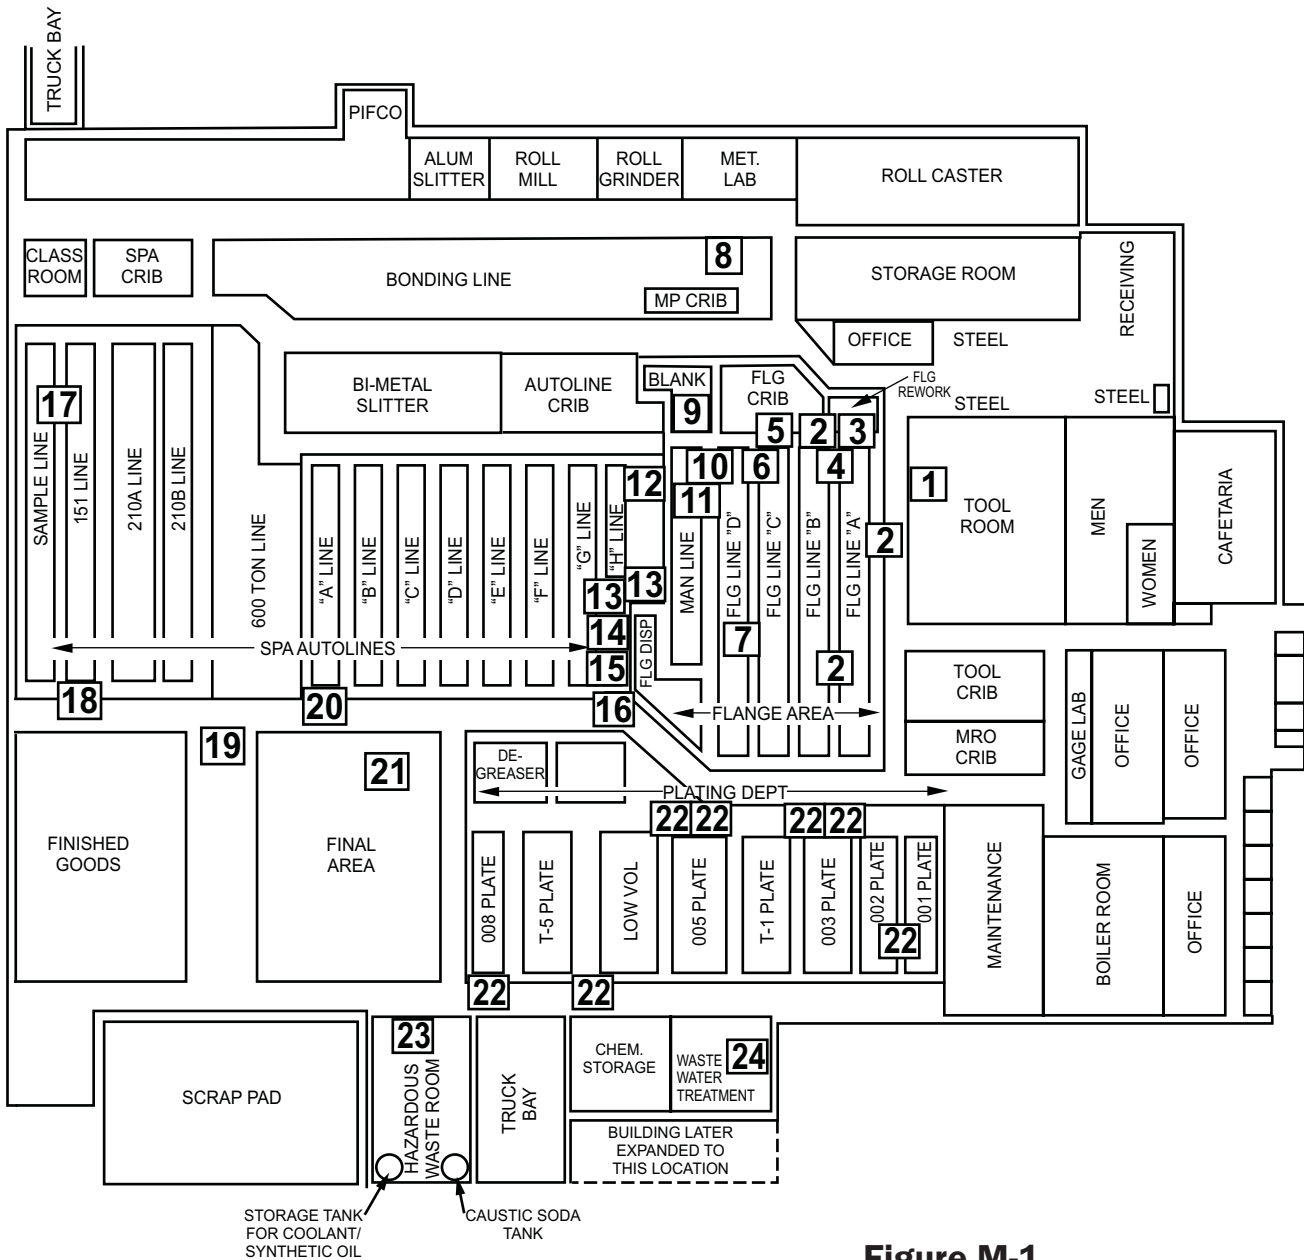 TRUCK BAY
PIFCO
ALUM
SLITTER
ROLL
MILL
ROLL
GRINDER
MET.
LAB
ROLL CASTER
CLASS
ROOM
SPA
CRIB
BONDING LINE
8
MP CRIB
STORAGE ROOM
RECEIVING
OFFICE
STEEL
BI-METAL
SLITTER
AUTOLINE
CRIB
BLANK
9
FLG
CRIB
FLG
REWORK
STEEL
STEEL
17
5
2
3
SAMPLE LINE
151 LINE
210A LINE
210B LINE
600 TON LINE
"A" LINE
"B" LINE
"C" LINE
"D" LINE
"E" LINE
"F" LINE
"G" LINE
"H" LINE
12
10
6
4
1
11
MAN LINE
FLG LINE "D"
FLG LINE "C"
FLG LINE "B"
FLG LINE "A"
2
TOOL
ROOM
MEN
WOMEN
CAFETARIA
13
13
14
15
7
2
FLG DISP
SPA AUTOLINES
18
20
16
FLANGE AREA
TOOL
CRIB
MRO
CRIB
GAGE LAB
OFFICE
OFFICE
19
21
DE-
GREASER
PLATING DEPT
22
22
22
22
FINISHED
GOODS
FINAL
AREA
008 PLATE
T-5 PLATE
LOW VOL
005 PLATE
T-1 PLATE
003 PLATE
002 PLATE
001 PLATE
22
MAINTENANCE
BOILER ROOM
OFFICE
22
22
SCRAP PAD
23
HAZARDOUS
WASTE ROOM
TRUCK
BAY
CHEM.
STORAGE
WASTE
WATER
TREATMENT
24
BUILDING LATER
EXPANDED TO
THIS LOCATION
STORAGE TANK
FOR COOLANT/
SYNTHETIC OIL
CAUSTIC SODA
TANK
Figure M-1